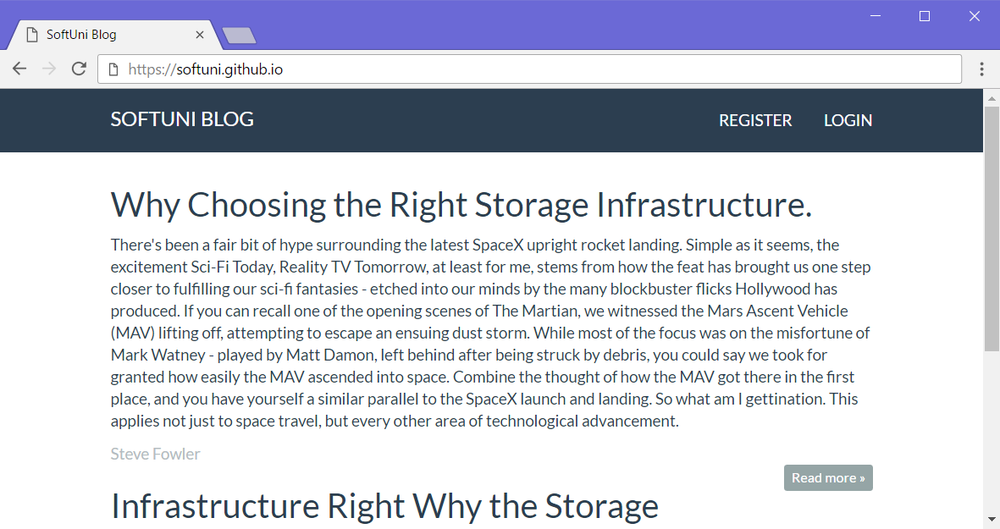 SoftUni Blog
https://softuni.github.io
SOFTUNI BLOG
REGISTER
LOGIN
Why Choosing the Right Storage Infrastructure.
There's been a fair bit of hype surrounding the latest SpaceX upright rocket landing. Simple as it seems, the
excitement Sci-Fi Today, Reality TV Tomorrow, at least for me, stems from how the feat has brought us one step
closer to fulfilling our sci-fi fantasies - etched into our minds by the many blockbuster flicks Hollywood has
produced. If you can recall one of the opening scenes of The Martian, we witnessed the Mars Ascent Vehicle
(MAV) lifting off, attempting to escape an ensuing dust storm. While most of the focus was on the misfortune of
Mark Watney - played by Matt Damon, left behind after being struck by debris, you could say we took for
granted how easily the MAV ascended into space. Combine the thought of how the MAV got there in the first
place, and you have yourself a similar parallel to the SpaceX launch and landing. So what am I gettination. This
applies not just to space travel, but every other area of technological advancement.
Steve Fowler
Read more »
Infrastructure Right Why the Storage